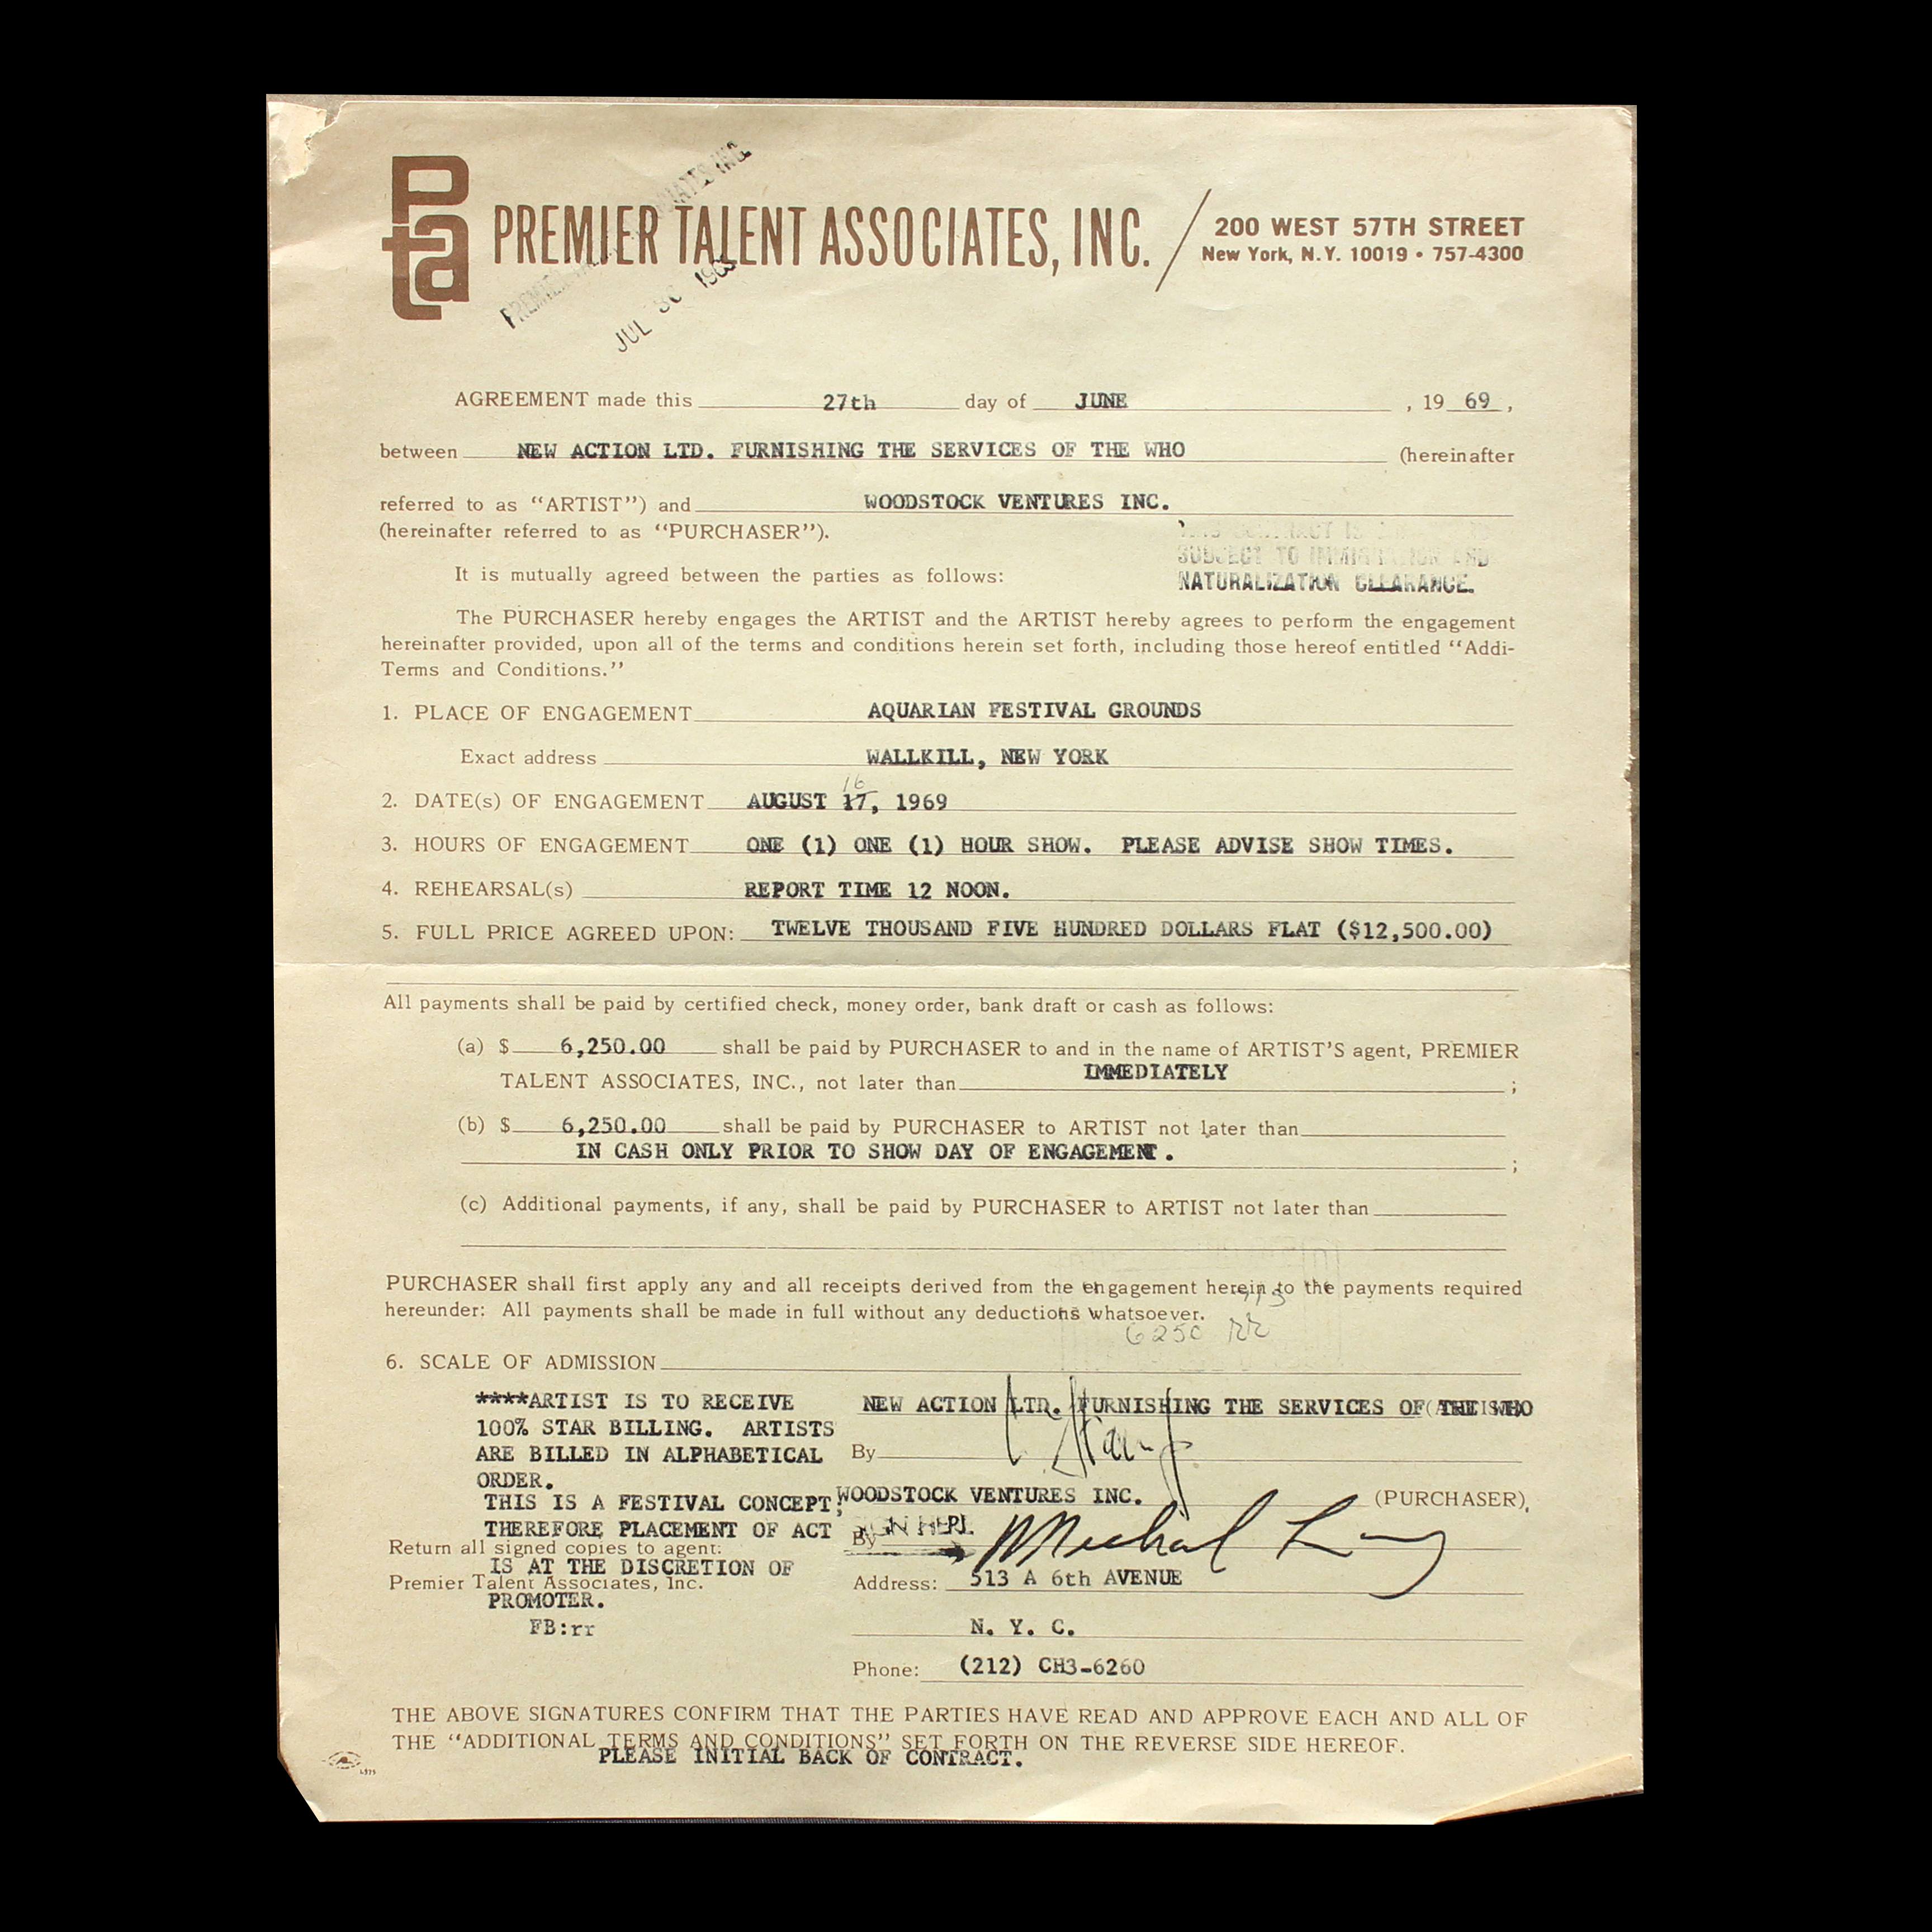 pta
PREMIER TALENT ASSOCIATES, INC.
200 WEST 57TH STREET
New York, N.Y. 10019 • 757-4300
JUL 30
AGREEMENT made this 27th day of JUNE , 19 69 ,
between NEW ACTION LTD. FURNISHING THE SERVICES OF THE WHO (hereinafter
referred to as "ARTIST") and WOODSTOCK VENTURES INC.
(hereinafter referred to as "PURCHASER").
THIS CONTRACT IS
SUBJECT TO IMMIGRATION AND
NATURALIZATION CLEARANCE.
It is mutually agreed between the parties as follows:
The PURCHASER hereby engages the ARTIST and the ARTIST hereby agrees to perform the engagement
hereinafter provided, upon all of the terms and conditions herein set forth, including those hereof entitled "Addi-
Terms and Conditions."
1. PLACE OF ENGAGEMENT AQUARIAN FESTIVAL GROUNDS
Exact address WALLKILL, NEW YORK
16
2. DATE(s) OF ENGAGEMENT AUGUST 17, 1969
3. HOURS OF ENGAGEMENT ONE (1) ONE (1) HOUR SHOW. PLEASE ADVISE SHOW TIMES.
4. REHEARSAL(s) REPORT TIME 12 NOON.
5. FULL PRICE AGREED UPON: TWELVE THOUSAND FIVE HUNDRED DOLLARS FLAT ($12,500.00)
All payments shall be paid by certified check, money order, bank draft or cash as follows:
(a) $ 6,250.00 shall be paid by PURCHASER to and in the name of ARTIST'S agent, PREMIER
TALENT ASSOCIATES, INC., not later than IMMEDIATELY ;
(b) $ 6,250.00 shall be paid by PURCHASER to ARTIST not later than
IN CASH ONLY PRIOR TO SHOW DAY OF ENGAGEMENT. ;
(c) Additional payments, if any, shall be paid by PURCHASER to ARTIST not later than
PURCHASER shall first apply any and all receipts derived from the engagement herein to the payments required
hereunder: All payments shall be made in full without any deductions whatsoever.
6250 RR
6. SCALE OF ADMISSION
****ARTIST IS TO RECEIVE
100% STAR BILLING. ARTISTS
ARE BILLED IN ALPHABETICAL
ORDER.
THIS IS A FESTIVAL CONCEPT;
THEREFORE PLACEMENT OF ACT
IS AT THE DISCRETION OF
PROMOTER.
FB:rr
Return all signed copies to agent:
Premier Talent Associates, Inc.
NEW ACTION LTD. FURNISHING THE SERVICES OF THE WHO (ARTIST)
By
WOODSTOCK VENTURES INC. (PURCHASER)
SIGN HERE
By Michael Lang
Address: 513 A 6th AVENUE
N. Y. C.
Phone: (212) CH3-6260
THE ABOVE SIGNATURES CONFIRM THAT THE PARTIES HAVE READ AND APPROVE EACH AND ALL OF
THE "ADDITIONAL TERMS AND CONDITIONS" SET FORTH ON THE REVERSE SIDE HEREOF.
PLEASE INITIAL BACK OF CONTRACT.